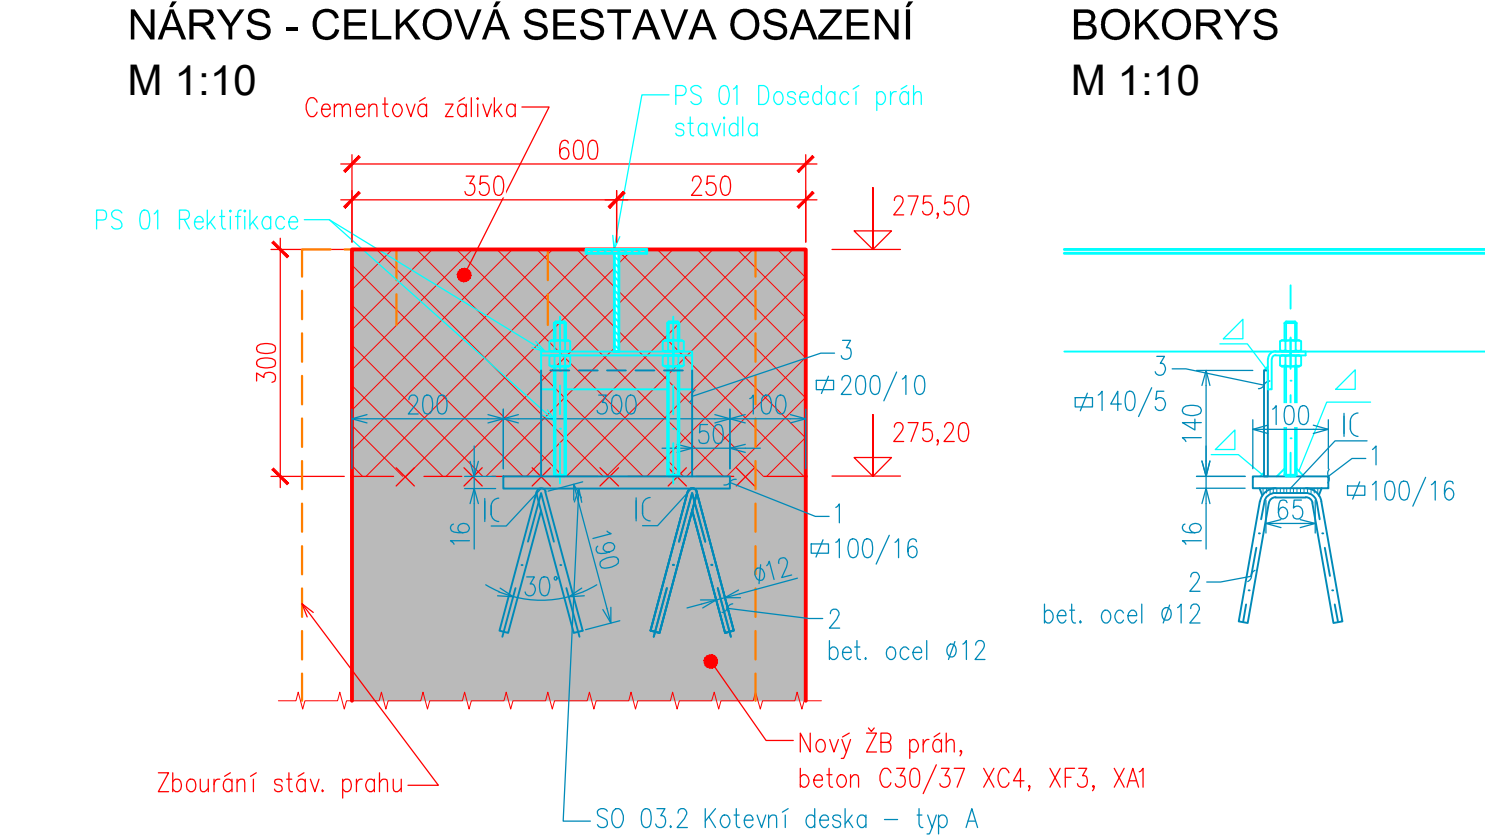 NÁRYS - CELKOVÁ SESTAVA OSAZENÍ
M 1:10
BOKORYS
M 1:10
Cementová zálivka
PS 01 Dosedací práh
stavidla
600
350
250
PS 01 Rektifikace
275,50
300
3
⌷200/10
200
300
100
50
275,20
16
IC
IC
190
30°
Ø12
1
⌷100/16
2
bet. ocel Ø12
Nový ŽB práh,
beton C30/37 XC4, XF3, XA1
Zbourání stáv. prahu
SO 03.2 Kotevní deska – typ A
3
⌷140/5
140
100
IC
1
⌷100/16
65
16
2
bet. ocel Ø12